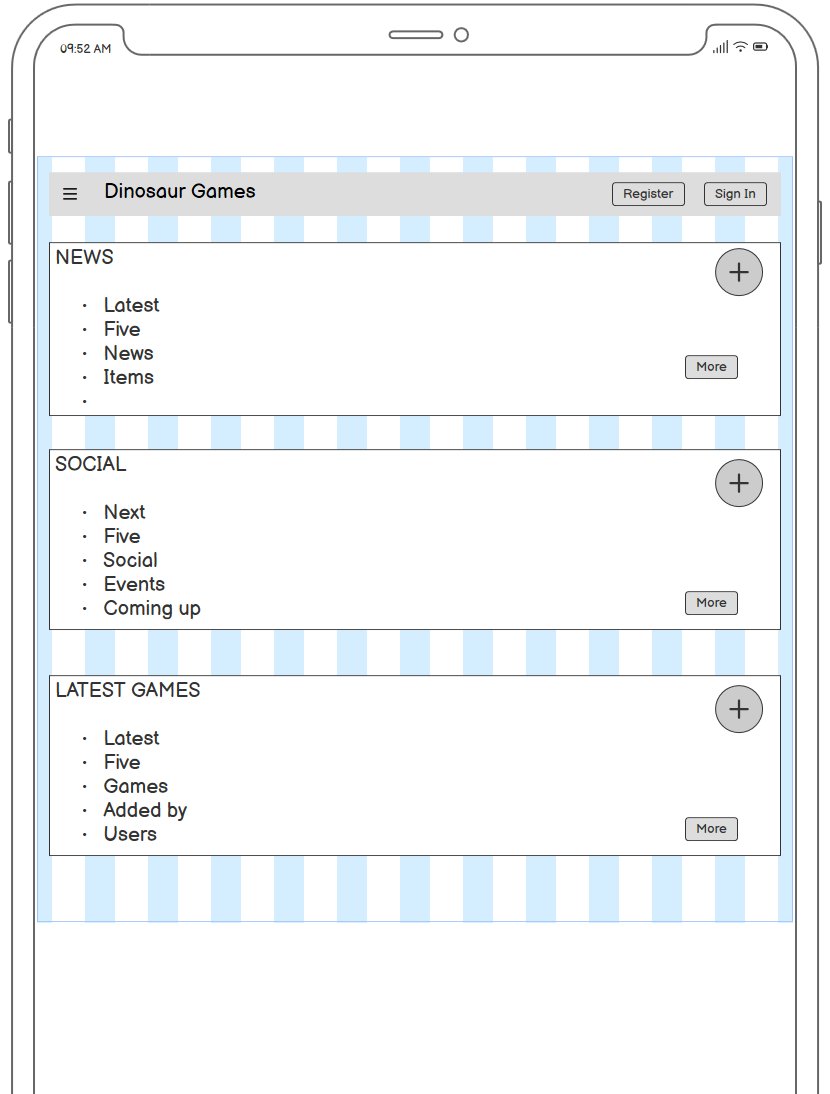 09:52 AM
Dinosaur Games
Register
Sign In
NEWS
• Latest
• Five
• News
• Items
•
More
SOCIAL
• Next
• Five
• Social
• Events
• Coming up
More
LATEST GAMES
• Latest
• Five
• Games
• Added by
• Users
More